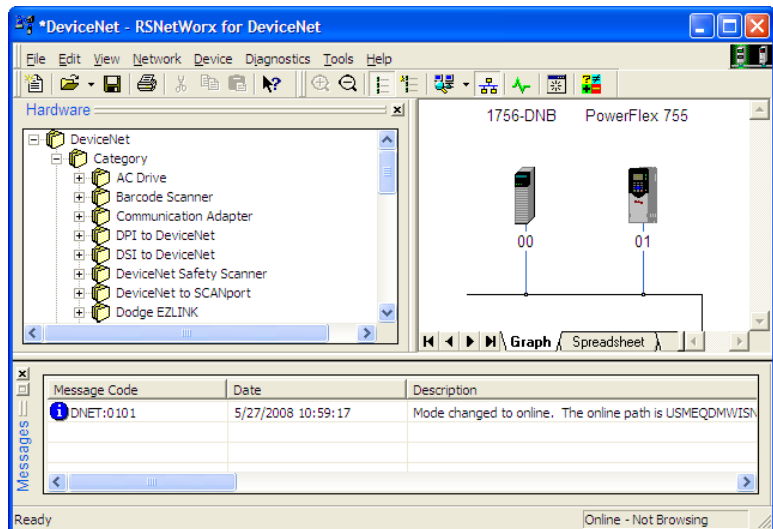 *DeviceNet - RSNetWorx for DeviceNet
File Edit View Network Device Diagnostics Tools Help
Hardware
DeviceNet
Category
AC Drive
Barcode Scanner
Communication Adapter
DPI to DeviceNet
DSI to DeviceNet
DeviceNet Safety Scanner
DeviceNet to SCANport
Dodge EZLINK
1756-DNB PowerFlex 755
00 01
Graph Spreadsheet
Messages
Message Code Date Description
DNET:0101 5/27/2008 10:59:17 Mode changed to online. The online path is USMEQDMWISN
Ready Online - Not Browsing